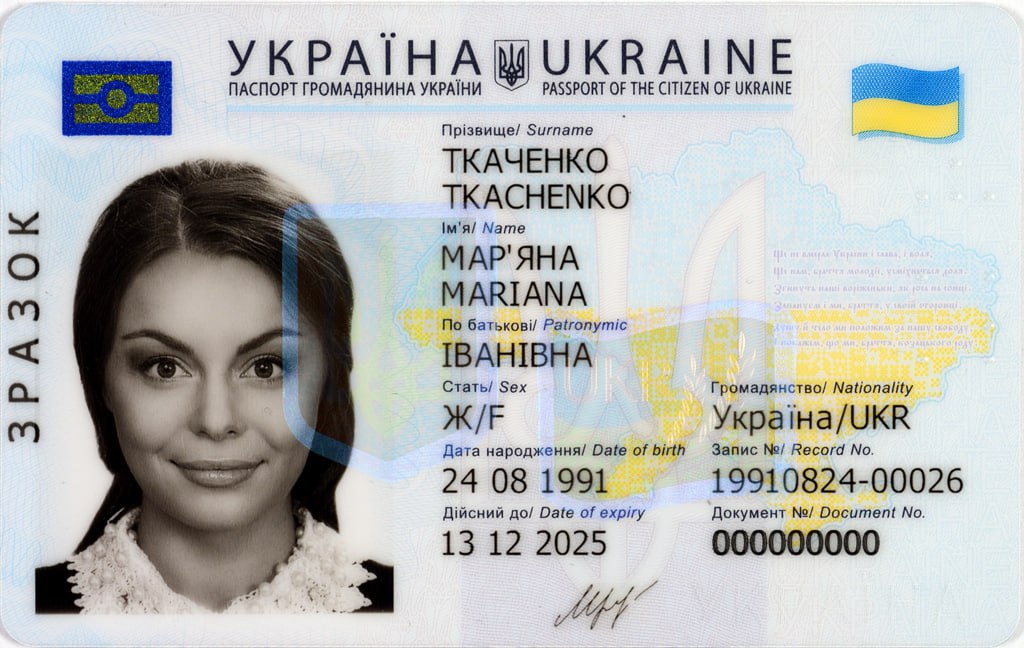 УКРАЇНА UKRAINE
ПАСПОРТ ГРОМАДЯНИНА УКРАЇНИ PASSPORT OF THE CITIZEN OF UKRAINE
ЗРАЗОК
Прізвище/ Surname
ТКАЧЕНКО
TKACHENKO
Ім'я/ Name
МАР'ЯНА
MARIANA
По батькові/ Patronymic
ІВАНІВНА
Стать/ Sex
Ж/F
Громадянство/ Nationality
Україна/UKR
Дата народження/ Date of birth
24 08 1991
Запис №/ Record No.
19910824-00026
Дійсний до/ Date of expiry
13 12 2025
Документ №/ Document No.
000000000
UKR